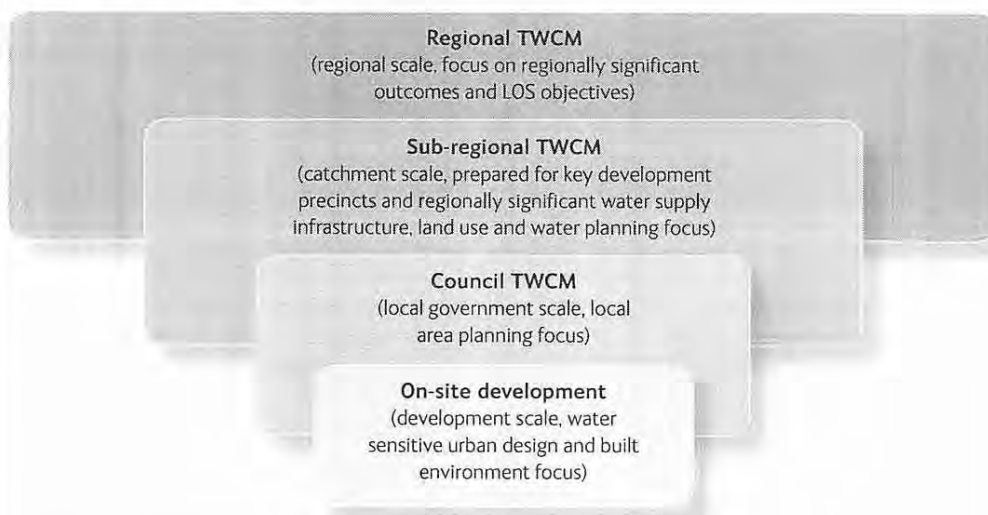 Regional TWCM
(regional scale, focus on regionally significant
outcomes and LOS objectives)
Sub-regional TWCM
(catchment scale, prepared for key development
precincts and regionally significant water supply
infrastructure, land use and water planning focus)
Council TWCM
(local government scale, local
area planning focus)
On-site development
(development scale, water
sensitive urban design and built
environment focus)